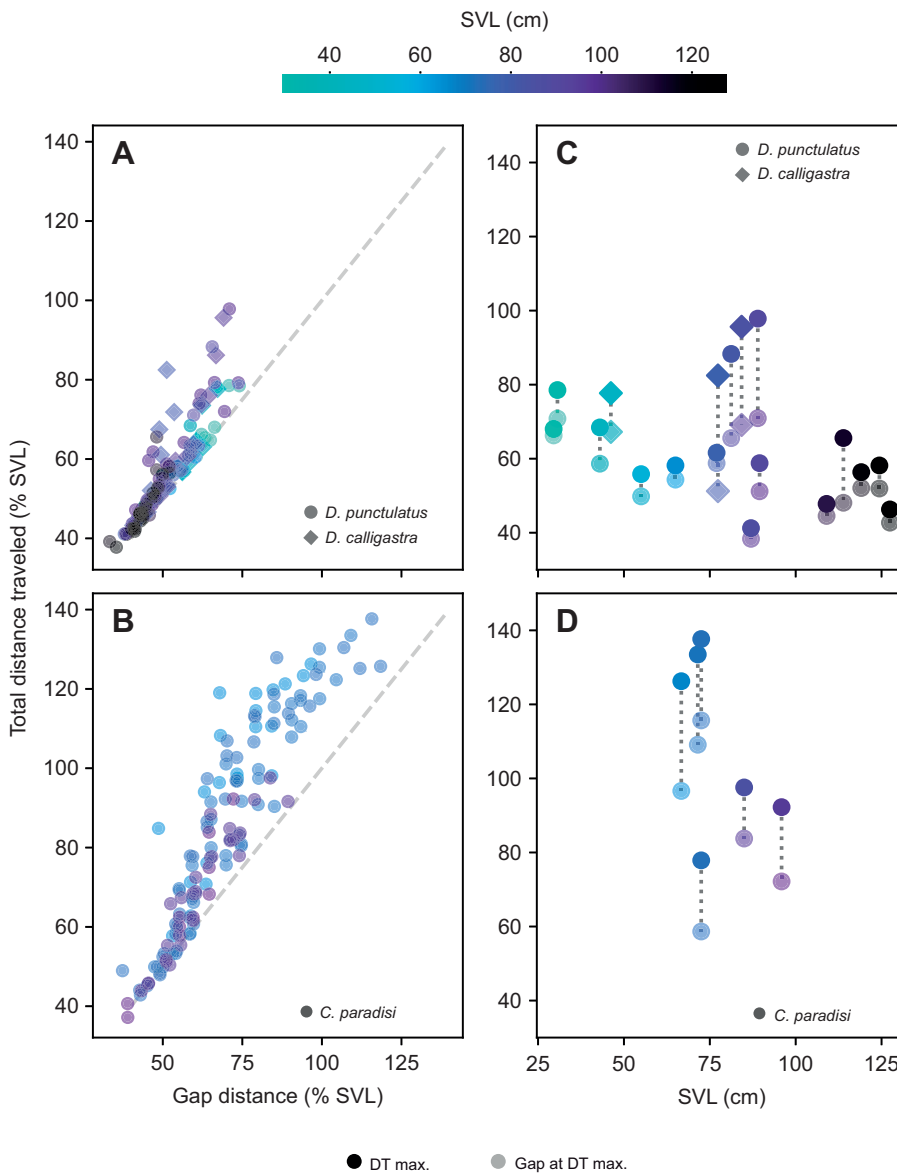 SVL (cm)
40 60 80 100 120
A
140
120
100
80
60
40
D. punctulatus
D. calligastra
C
140
120
100
80
60
40
D. punctulatus
D. calligastra
Total distance traveled (% SVL)
B
140
120
100
80
60
40
C. paradisi
50 75 100 125
Gap distance (% SVL)
D
140
120
100
80
60
40
C. paradisi
25 50 75 100 125
SVL (cm)
DT max. Gap at DT max.